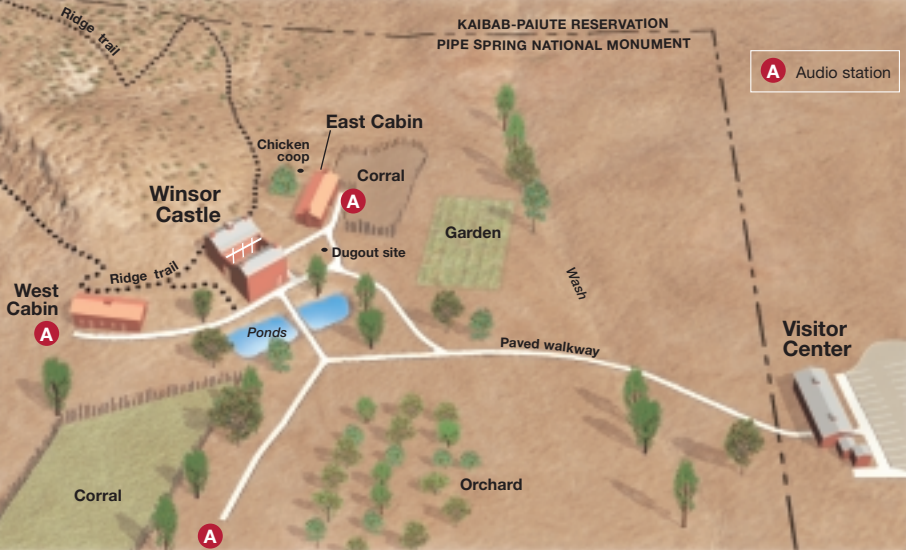 Ridge trail
KAIBAB-PAIUTE RESERVATION
PIPE SPRING NATIONAL MONUMENT
A Audio station
East Cabin
Chicken
coop
Corral
A
Winsor
Castle
Garden
Dugout site
Ridge trail
Wash
West
Cabin
A
Ponds
Paved walkway
Visitor
Center
Corral
Orchard
A